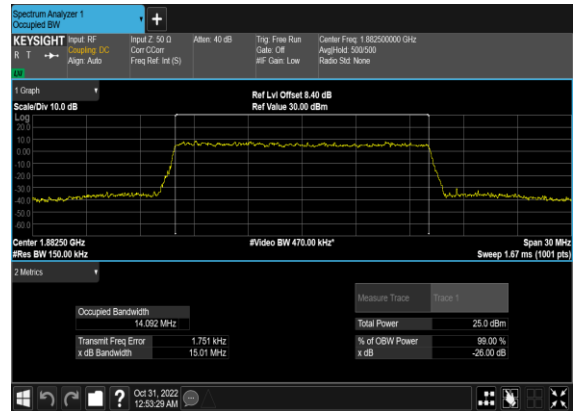 Spectrum Analyzer 1
Occupied BW
KEYSIGHT Input: RF Input Z: 50 Ω Atten: 40 dB Trig: Free Run Center Freq: 1.882500000 GHz
R T Coupling: DC Corr CCorr Gate: Off Avg|Hold: 500/500
Align: Auto Freq Ref: Int (S) #IF Gain: Low Radio Std: None
LW
1 Graph
Ref Lvl Offset 8.40 dB
Scale/Div 10.0 dB Ref Value 30.00 dBm
Log
20.0
10.0
0.00
-10.0
-20.0
-30.0
-40.0
-50.0
-60.0
Center 1.88250 GHz #Video BW 470.00 kHz* Span 30 MHz
#Res BW 150.00 kHz Sweep 1.67 ms (1001 pts)
2 Metrics
Measure Trace Trace 1
Occupied Bandwidth
14.092 MHz Total Power 25.0 dBm
Transmit Freq Error 1.751 kHz % of OBW Power 99.00 %
x dB Bandwidth 15.01 MHz x dB -26.00 dB
? Oct 31, 2022
12:53:29 AM